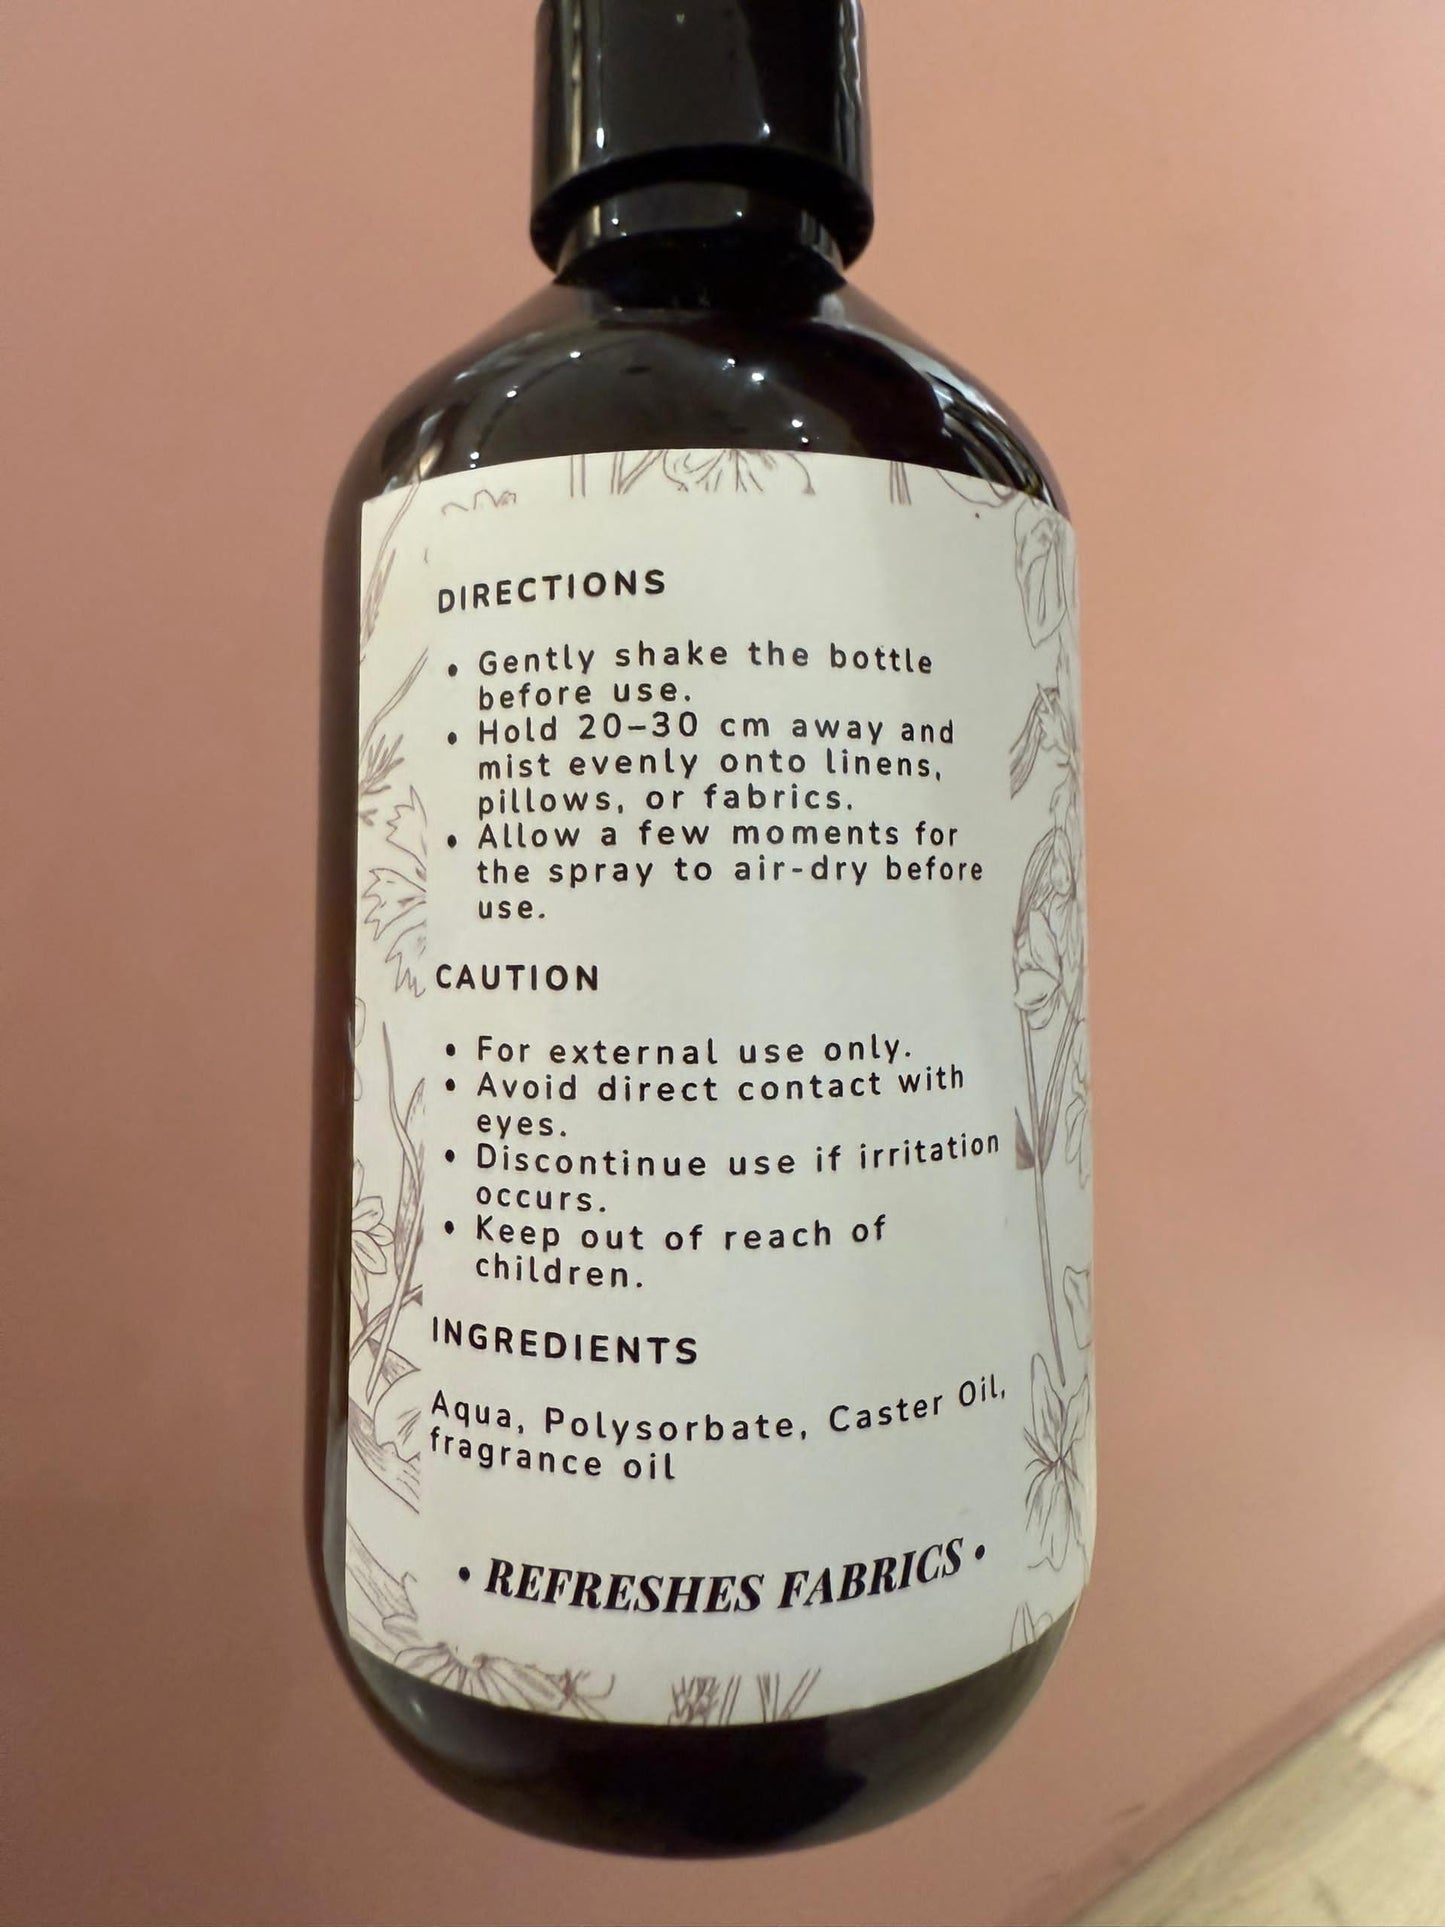 DIRECTIONS
• Gently shake the bottle
before use.
• Hold 20–30 cm away and
mist evenly onto linens,
pillows, or fabrics.
• Allow a few moments for
the spray to air-dry before
use.
CAUTION
• For external use only.
• Avoid direct contact with
eyes.
• Discontinue use if irritation
occurs.
• Keep out of reach of
children.
INGREDIENTS
Aqua, Polysorbate, Caster Oil,
fragrance oil
• REFRESHES FABRICS •